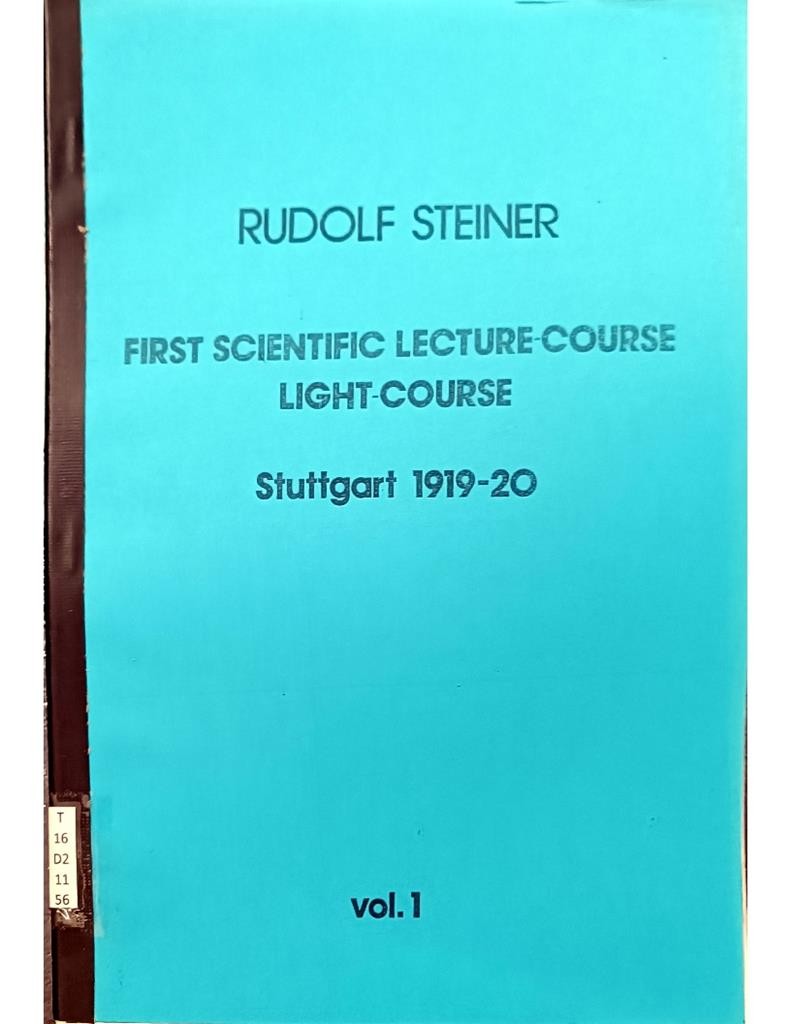 RUDOLF STEINER
FIRST SCIENTIFIC LECTURE-COURSE
LIGHT-COURSE
Stuttgart 1919-20
T
16
D2
11
56
vol. 1